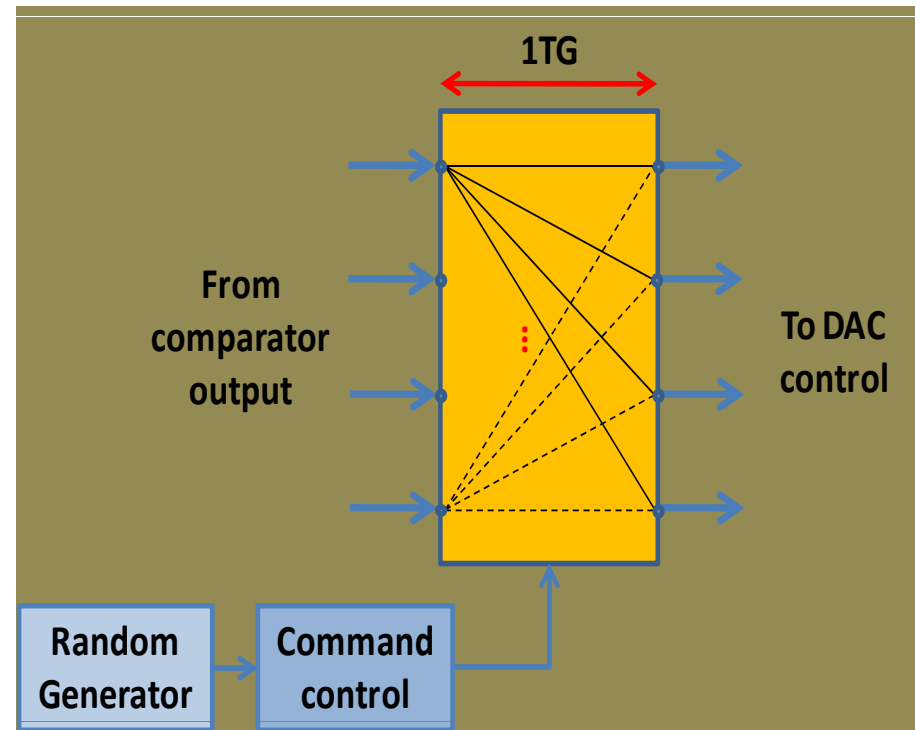 1TG
From
comparator
output
To DAC
control
Random
Generator
Command
control